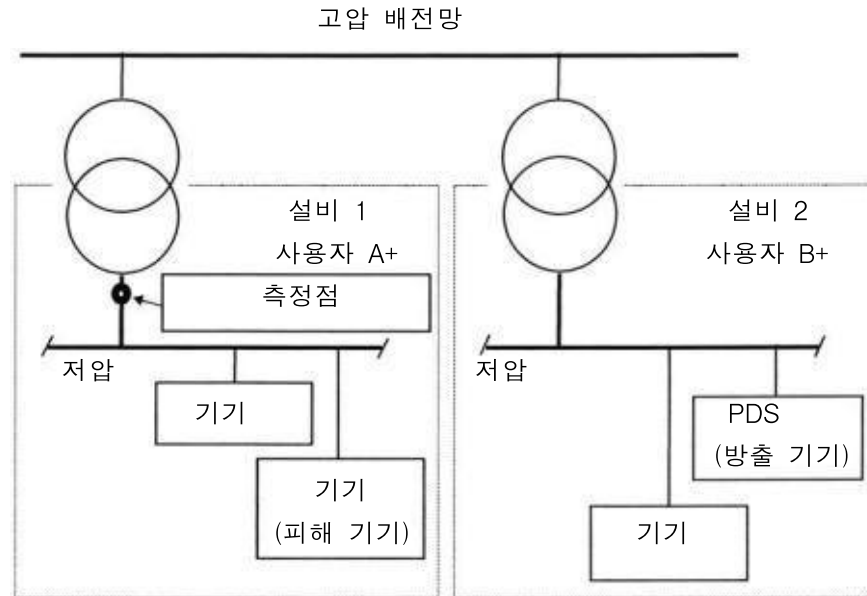 고압 배전망
설비 1
사용자 A+
측정점
저압
기기
기기
(피해 기기)
설비 2
사용자 B+
저압
PDS
(방출 기기)
기기